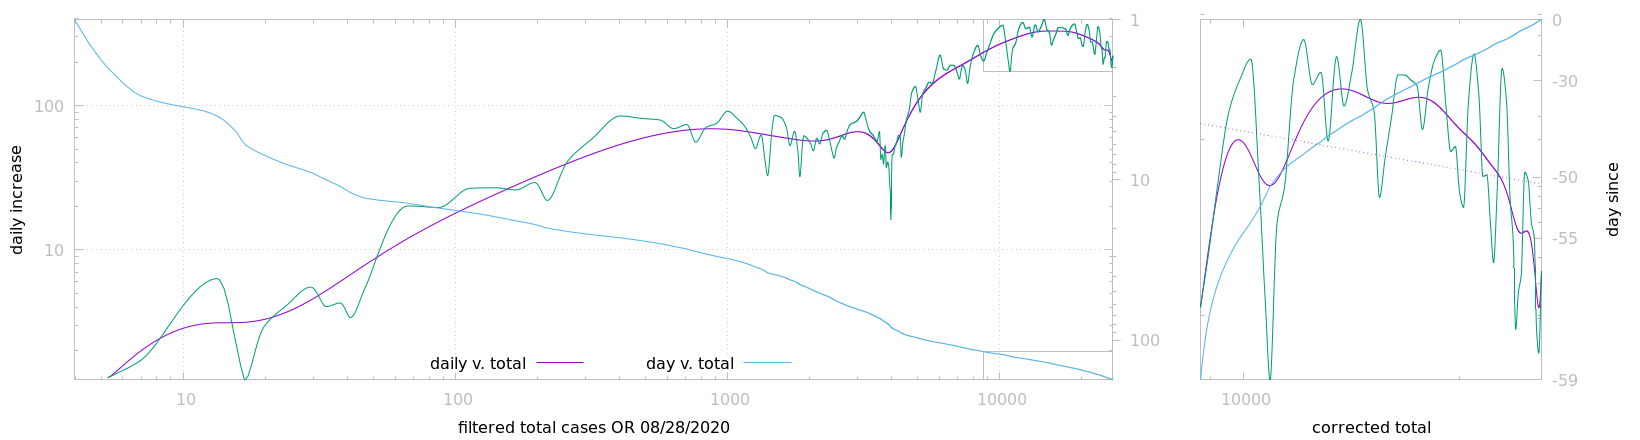 daily increase
100
10
10
100
1000
10000
1
10
100
daily v. total
day v. total
filtered total cases OR 08/28/2020
10000
0
-30
-50
-55
-59
day since
corrected total